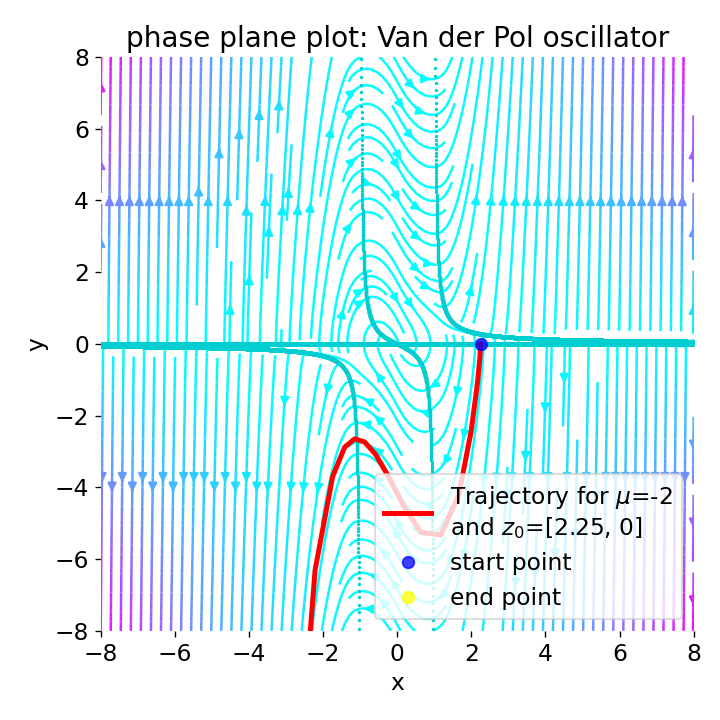 phase plane plot: Van der Pol oscillator
8
6
4
2
0
−2
−4
−6
−8
y
−8 −6 −4 −2 0 2 4 6 8
x
Trajectory for μ=-2
and z₀=[2.25, 0]
start point
end point